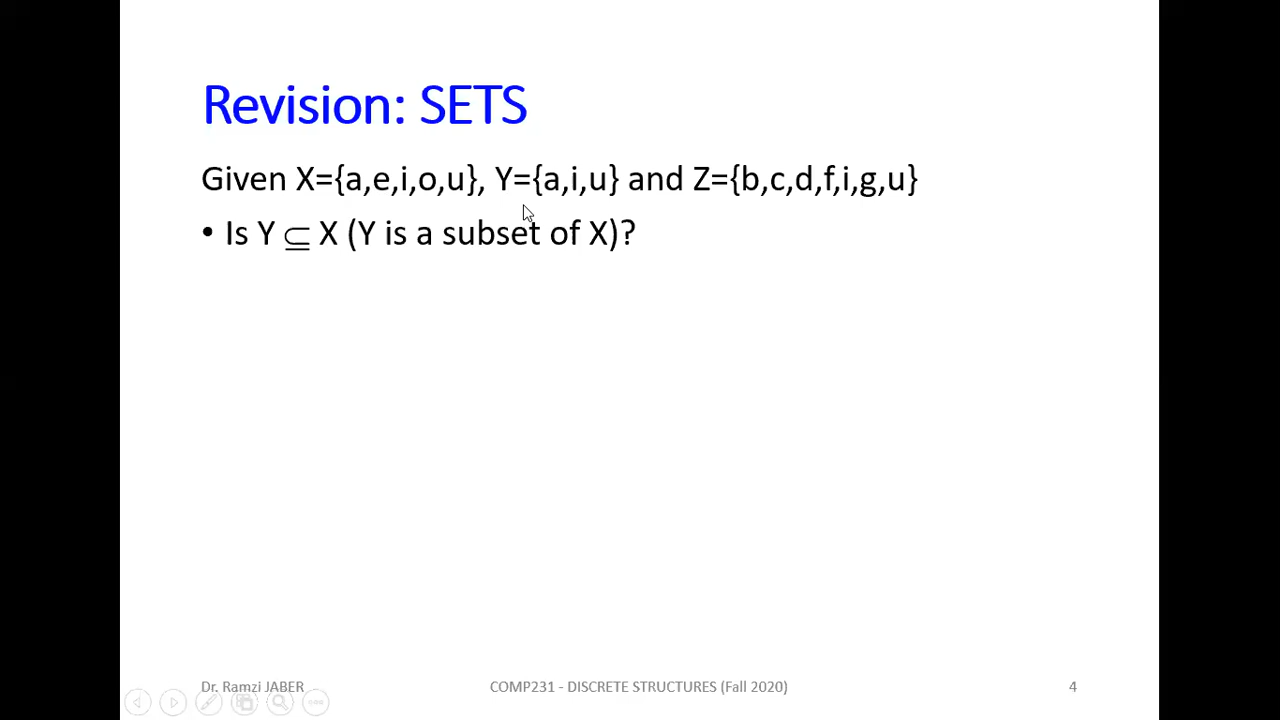 Revision: SETS
Given X={a,e,i,o,u}, Y={a,i,u} and Z={b,c,d,f,i,g,u}
• Is Y ⊆ X (Y is a subset of X)?
Dr. Ramzi JABER
COMP231 - DISCRETE STRUCTURES (Fall 2020)
4